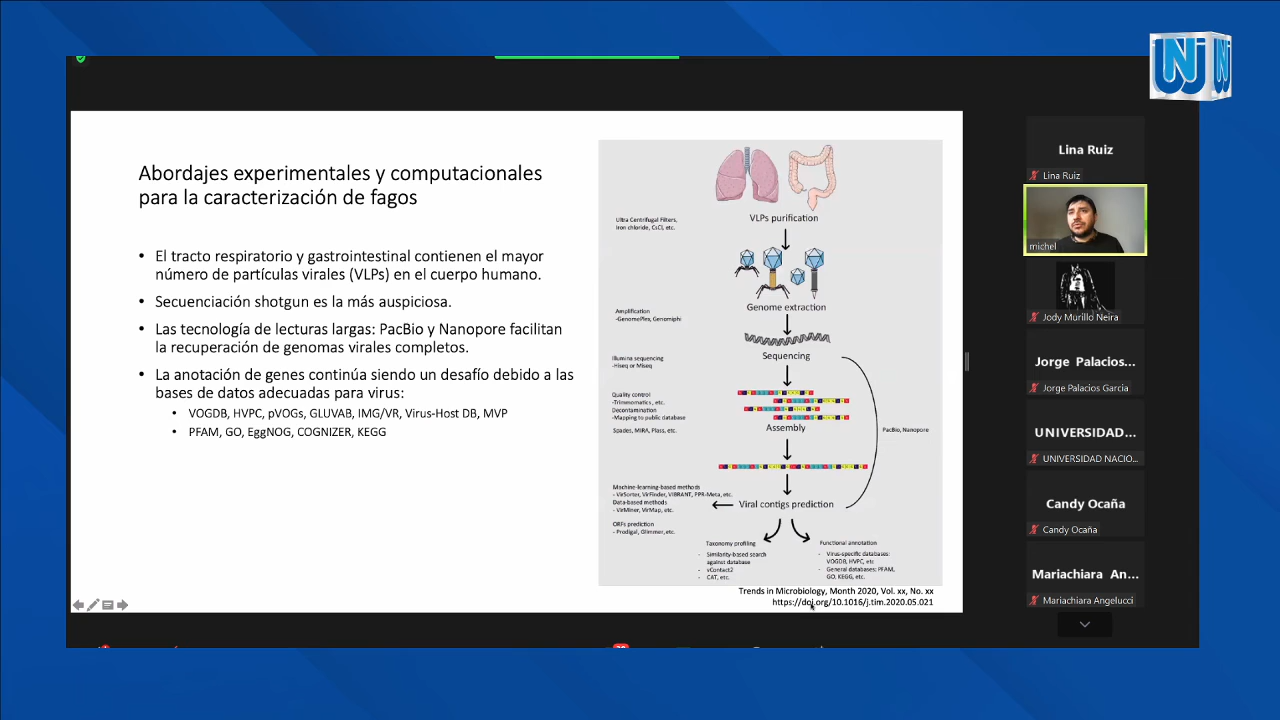 UNJ
NJ
Abordajes experimentales y computacionales
para la caracterización de fagos
• El tracto respiratorio y gastrointestinal contienen el mayor
número de partículas virales (VLPs) en el cuerpo humano.
• Secuenciación shotgun es la más auspiciosa.
• Las tecnología de lecturas largas: PacBio y Nanopore facilitan
la recuperación de genomas virales completos.
• La anotación de genes continúa siendo un desafío debido a las
bases de datos adecuadas para virus:
• VOGDB, HVPC, pVOGs, GLUVAB, IMG/VR, Virus-Host DB, MVP
• PFAM, GO, EggNOG, COGNIZER, KEGG
VLPs purification
Ultra Centrifugal Filters,
Iron chloride, CsCl, etc.
Genome extraction
Amplification
-GenomePlex, Genomiphi
Sequencing
Illumina sequencing
-Hiseq or Miseq
Quality control
-Trimmomatics, etc.
Decontamination
-Mapping to public database
Spades, MIRA, Plass, etc.
Assembly
PacBio, Nanopore
Machine-learning-based methods
- VirSorter, VirFinder, VIBRANT, PPR-Meta, etc.
Data-based methods
- VirMiner, VirMap, etc.
Viral contigs prediction
ORFs prediction
- Prodigal, Glimmer, etc.
Taxonomy profiling
- Similarity-based search
against database
- vContact2
- CAT, etc.
Functional annotation
- Virus-specific databases:
VOGDB, HVPC, etc
- General databases: PFAM,
GO, KEGG, etc.
Trends in Microbiology, Month 2020, Vol. xx, No. xx
https://doi.org/10.1016/j.tim.2020.05.021
Lina Ruiz
Lina Ruiz
michel
Jody Murillo Neira
Jorge Palacios...
Jorge Palacios Garcia
UNIVERSIDAD...
UNIVERSIDAD NACIO...
Candy Ocaña
Candy Ocaña
Mariachiara An...
Mariachiara Angelucci